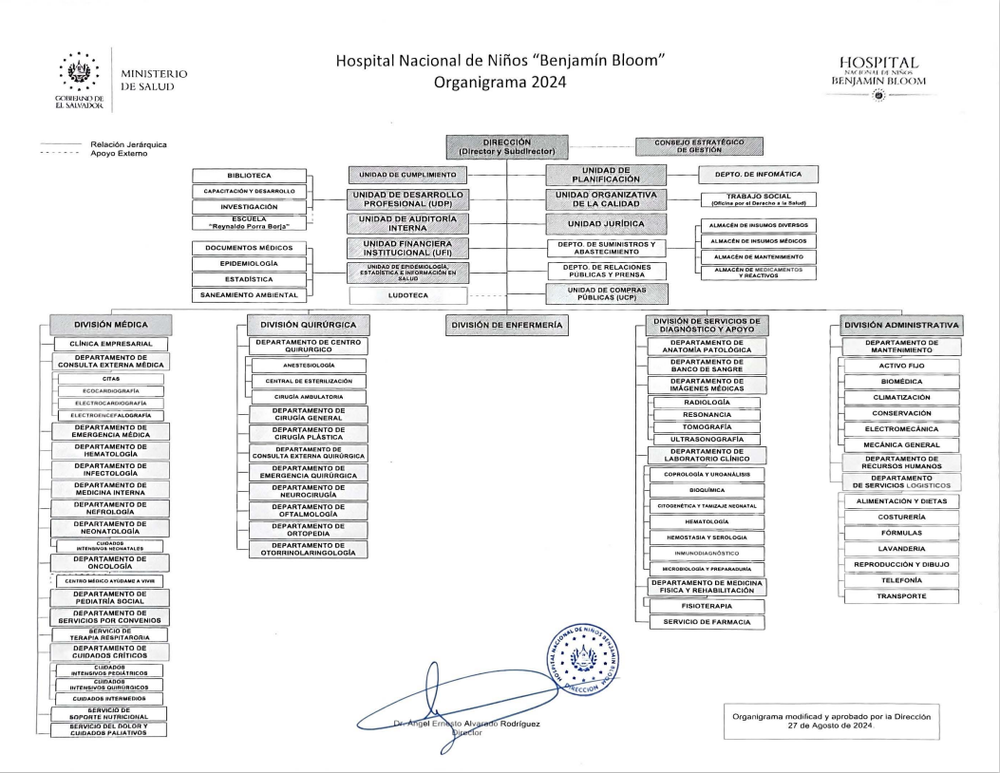 Hospital Nacional de Niños “Benjamín Bloom”
Organigrama 2024
GOBIERNO DE
EL SALVADOR
MINISTERIO
DE SALUD
HOSPITAL
NACIONAL DE NIÑOS
BENJAMIN BLOOM
Relación Jerárquica
Apoyo Externo
DIRECCIÓN
(Director y Subdirector)
CONSEJO ESTRATÉGICO
DE GESTIÓN
BIBLIOTECA
CAPACITACIÓN Y DESARROLLO
INVESTIGACIÓN
ESCUELA
"Reynaldo Porra Borja"
DOCUMENTOS MÉDICOS
EPIDEMIOLOGÍA
ESTADÍSTICA
SANEAMIENTO AMBIENTAL
UNIDAD DE CUMPLIMIENTO
UNIDAD DE DESARROLLO
PROFESIONAL (UDP)
UNIDAD DE AUDITORÍA
INTERNA
UNIDAD FINANCIERA
INSTITUCIONAL (UFI)
UNIDAD DE EPIDEMIOLOGÍA,
ESTADÍSTICA E INFORMACIÓN EN
SALUD
LUDOTECA
UNIDAD DE
PLANIFICACIÓN
UNIDAD ORGANIZATIVA
DE LA CALIDAD
UNIDAD JURÍDICA
DEPTO. DE SUMINISTROS Y
ABASTECIMIENTO
DEPTO. DE RELACIONES
PÚBLICAS Y PRENSA
UNIDAD DE COMPRAS
PÚBLICAS (UCP)
DEPTO. DE INFOMÁTICA
TRABAJO SOCIAL
(Oficina por el Derecho a la Salud)
ALMACÉN DE INSUMOS DIVERSOS
ALMACÉN DE INSUMOS MÉDICOS
ALMACÉN DE MANTENIMIENTO
ALMACÉN DE MEDICAMENTOS
Y REACTIVOS
DIVISIÓN MÉDICA
CLÍNICA EMPRESARIAL
DEPARTAMENTO DE
CONSULTA EXTERNA MÉDICA
CITAS
ECOCARDIOGRAFÍA
ELECTROCARDIOGRAFÍA
ELECTROENCEFALOGRAFÍA
DEPARTAMENTO DE
EMERGENCIA MÉDICA
DEPARTAMENTO DE
HEMATOLOGÍA
DEPARTAMENTO DE
INFECTOLOGÍA
DEPARTAMENTO DE
MEDICINA INTERNA
DEPARTAMENTO DE
NEFROLOGÍA
DEPARTAMENTO DE
NEONATOLOGÍA
CUIDADOS
INTENSIVOS NEONATALES
DEPARTAMENTO DE
ONCOLOGÍA
CENTRO MÉDICO AYÚDAME A VIVIR
DEPARTAMENTO DE
PEDIATRÍA SOCIAL
DEPARTAMENTO DE
SERVICIOS POR CONVENIOS
SERVICIO DE
TERAPIA RESPITARORIA
DEPARTAMENTO DE
CUIDADOS CRÍTICOS
CUIDADOS
INTENSIVOS PEDIÁTRICOS
CUIDADOS
INTENSIVOS QUIRÚRGICOS
CUIDADOS INTERMEDIOS
SERVICIO DE
SOPORTE NUTRICIONAL
SERVICIO DEL DOLOR Y
CUIDADOS PALIATIVOS
DIVISIÓN QUIRÚRGICA
DEPARTAMENTO DE CENTRO
QUIRURGICO
ANESTESIOLOGÍA
CENTRAL DE ESTERILIZACIÓN
CIRUGÍA AMBULATORIA
DEPARTAMENTO DE
CIRUGÍA GENERAL
DEPARTAMENTO DE
CIRUGÍA PLÁSTICA
DEPARTAMENTO DE
CONSULTA EXTERNA QUIRÚRGICA
DEPARTAMENTO DE
EMERGENCIA QUIRÚRGICA
DEPARTAMENTO DE
NEUROCIRUGÍA
DEPARTAMENTO DE
OFTALMOLOGÍA
DEPARTAMENTO DE
ORTOPEDIA
DEPARTAMENTO DE
OTORRINOLARINGOLOGÍA
DIVISIÓN DE ENFERMERÍA
DIVISIÓN DE SERVICIOS DE
DIAGNÓSTICO Y APOYO
DEPARTAMENTO DE
ANATOMÍA PATOLÓGICA
DEPARTAMENTO DE
BANCO DE SANGRE
DEPARTAMENTO DE
IMÁGENES MÉDICAS
RADIOLOGÍA
RESONANCIA
TOMOGRAFÍA
ULTRASONOGRAFÍA
DEPARTAMENTO DE
LABORATORIO CLÍNICO
COPROLOGÍA Y UROANÁLISIS
BIOQUÍMICA
CITOGENÉTICA Y TAMIZAJE NEONATAL
HEMATOLOGÍA
HEMOSTASIA Y SEROLOGIA
INMUNODIAGNÓSTICO
MICROBIOLOGÍA Y PREPARADURÍA
DEPARTAMENTO DE MEDICINA
FISICA Y REHABILITACIÓN
FISIOTERAPIA
SERVICIO DE FARMACIA
DIVISIÓN ADMINISTRATIVA
DEPARTAMENTO DE
MANTENIMIENTO
ACTIVO FIJO
BIOMÉDICA
CLIMATIZACIÓN
CONSERVACIÓN
ELECTROMECÁNICA
MECÁNICA GENERAL
DEPARTAMENTO DE
RECURSOS HUMANOS
DEPARTAMENTO
DE SERVICIOS LOGISTICOS
ALIMENTACIÓN Y DIETAS
COSTURERÍA
FÓRMULAS
LAVANDERIA
REPRODUCCIÓN Y DIBUJO
TELEFONÍA
TRANSPORTE
HOSPITAL NACIONAL DE NIÑOS BENJAMIN BLOOM
DIRECCION
Dr. Ángel Ernesto Alvarado Rodríguez
Director
Organigrama modificad y aprobado por la Dirección
27 de Agosto de 2024.